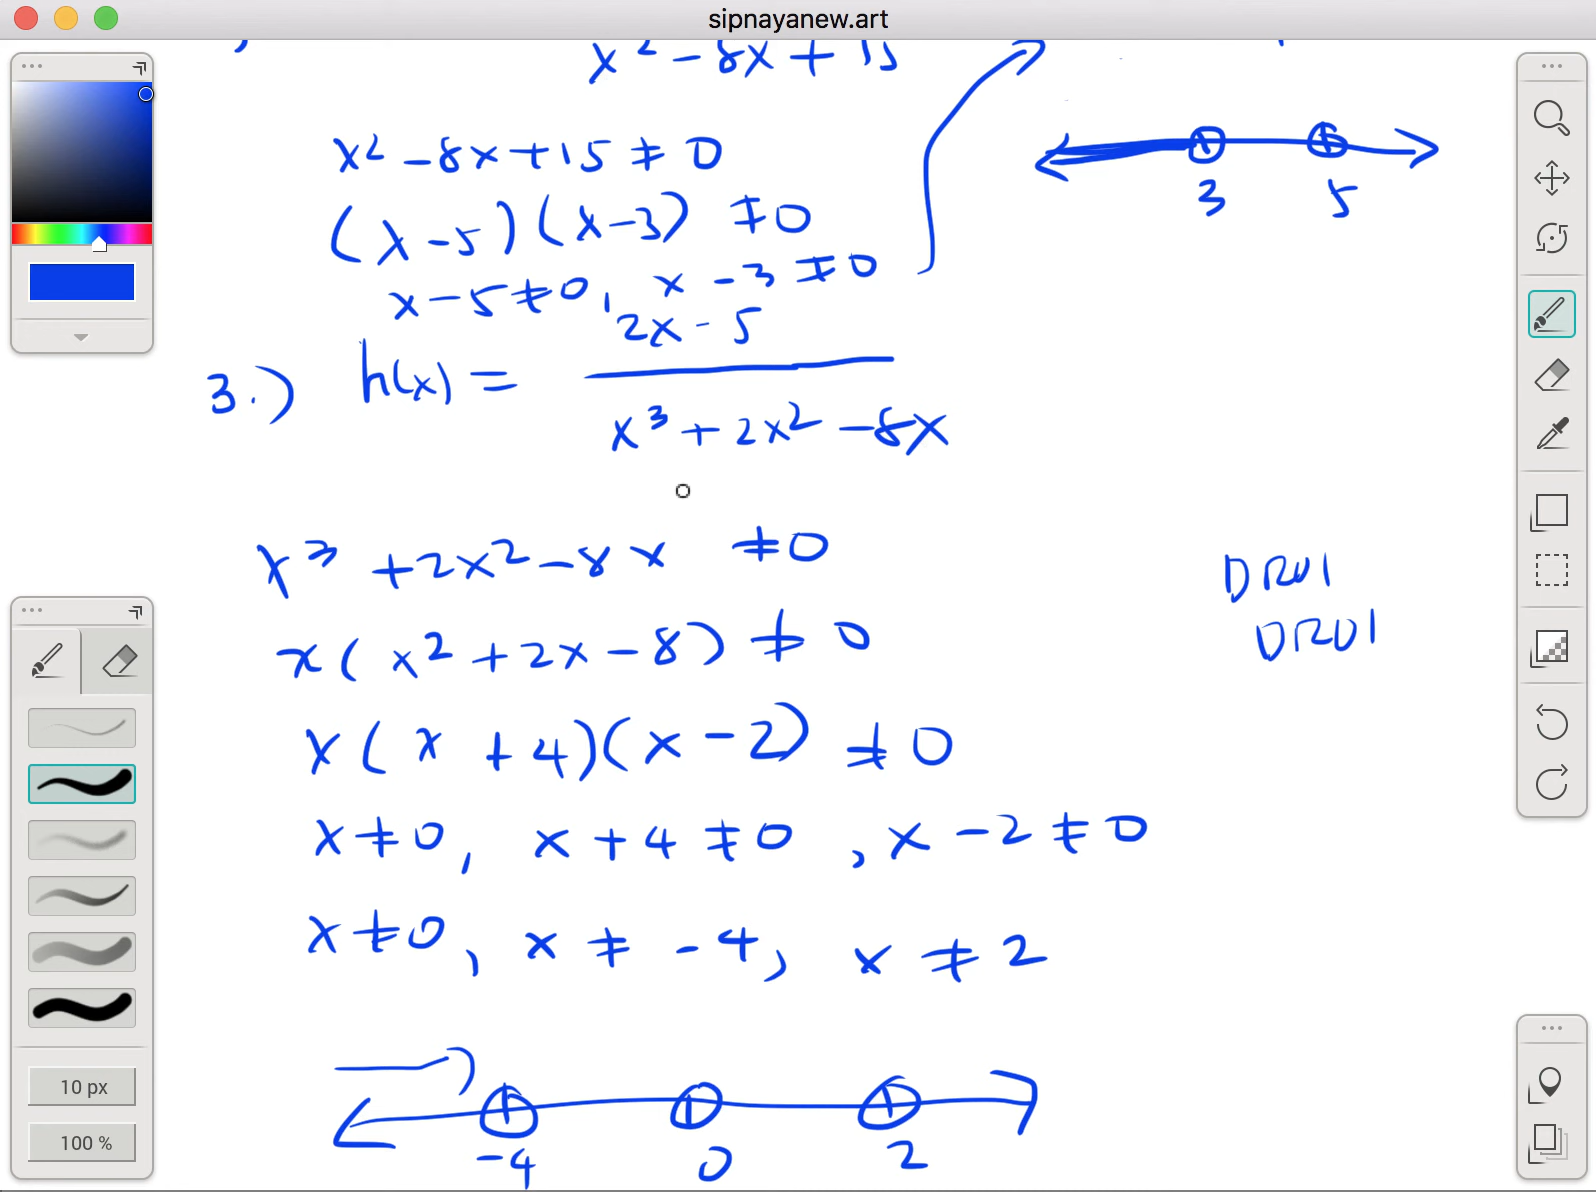 sipnayanew.art
x² - 8x + 15
x² - 8x + 15 ≠ 0
(x - 5)(x - 3) ≠ 0
x - 5 ≠ 0, x - 3 ≠ 0
3 5
3.) h(x) = 2x - 5
x³ + 2x² - 8x
x³ + 2x² - 8x ≠ 0
x(x² + 2x - 8) ≠ 0
x(x + 4)(x - 2) ≠ 0
x ≠ 0, x + 4 ≠ 0, x - 2 ≠ 0
x ≠ 0, x ≠ -4, x ≠ 2
-4 0 2
DRUI
DRUI
10 px
100 %